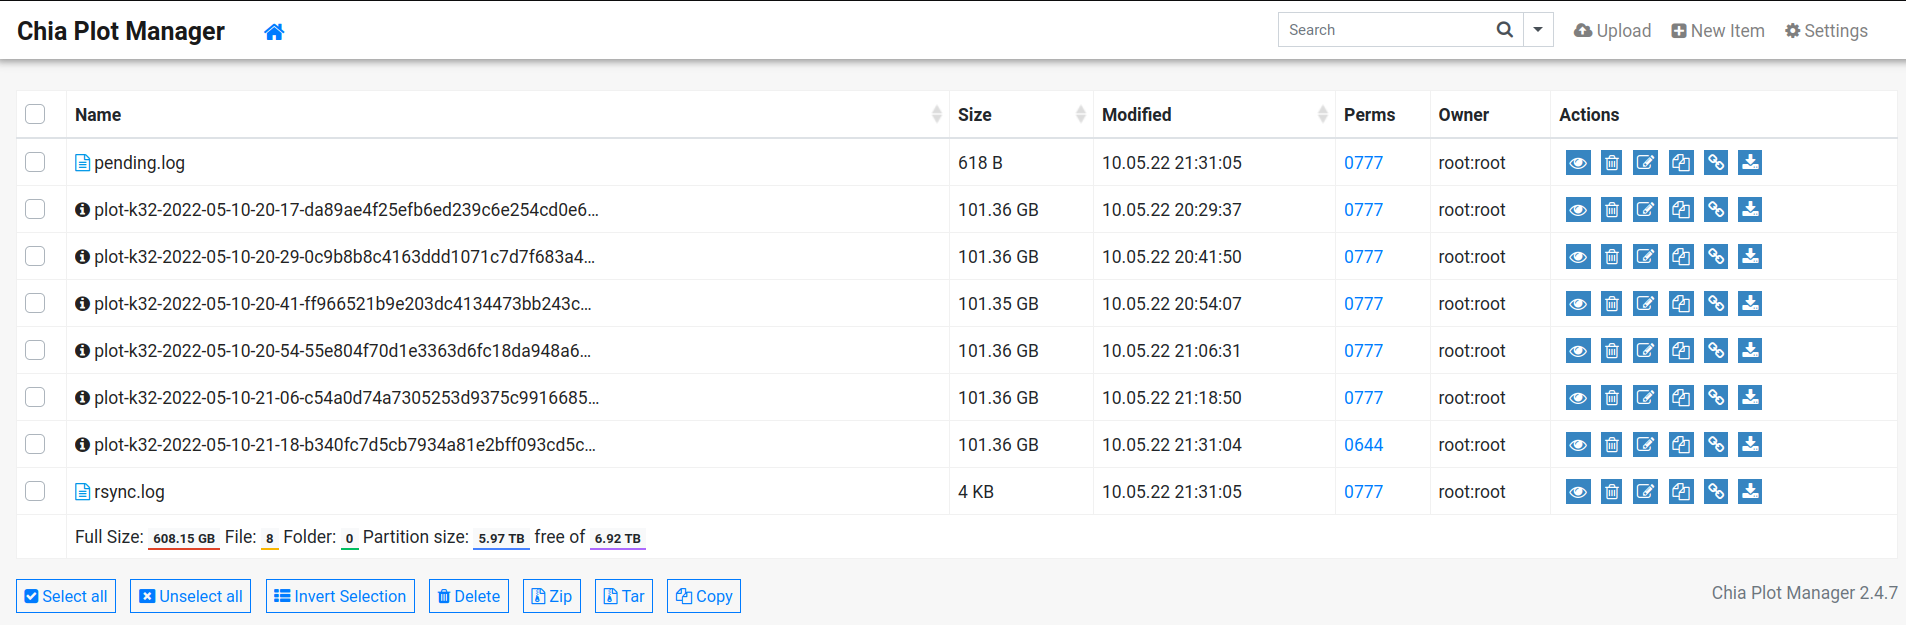 Chia Plot Manager Search Upload New Item Settings
Name Size Modified Perms Owner Actions
pending.log 618 B 10.05.22 21:31:05 0777 root:root
plot-k32-2022-05-10-20-17-da89ae4f25efb6ed239c6e254cd0e6... 101.36 GB 10.05.22 20:29:37 0777 root:root
plot-k32-2022-05-10-20-29-0c9b8b8c4163ddd1071c7d7f683a4... 101.36 GB 10.05.22 20:41:50 0777 root:root
plot-k32-2022-05-10-20-41-ff966521b9e203dc4134473bb243c... 101.35 GB 10.05.22 20:54:07 0777 root:root
plot-k32-2022-05-10-20-54-55e804f70d1e3363d6fc18da948a6... 101.36 GB 10.05.22 21:06:31 0777 root:root
plot-k32-2022-05-10-21-06-c54a0d74a7305253d9375c9916685... 101.36 GB 10.05.22 21:18:50 0777 root:root
plot-k32-2022-05-10-21-18-b340fc7d5cb7934a81e2bff093cd5c... 101.36 GB 10.05.22 21:31:04 0644 root:root
rsync.log 4 KB 10.05.22 21:31:05 0777 root:root
Full Size: 608.15 GB File: 8 Folder: 0 Partition size: 5.97 TB free of 6.92 TB
Select all Unselect all Invert Selection Delete Zip Tar Copy Chia Plot Manager 2.4.7